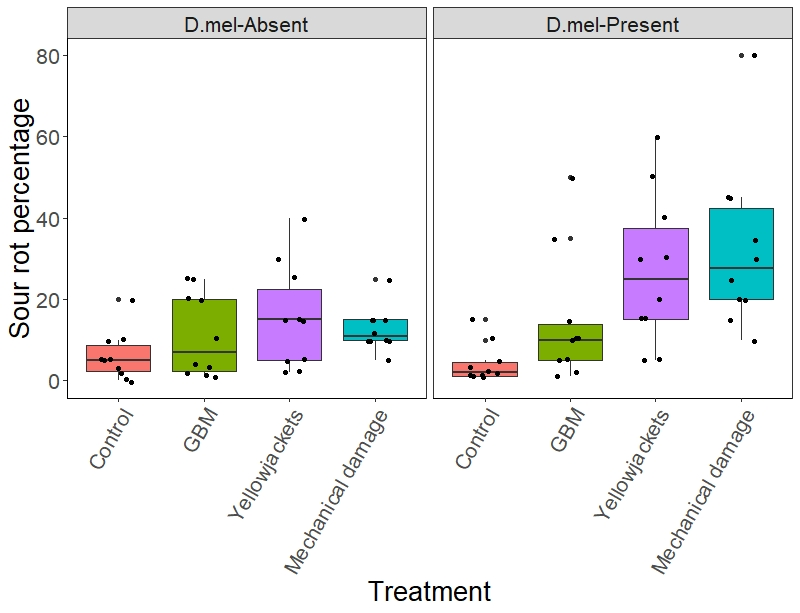 D.mel-Absent
D.mel-Present
Sour rot percentage
80
60
40
20
0
Control
GBM
Yellowjackets
Mechanical damage
Control
GBM
Yellowjackets
Mechanical damage
Treatment